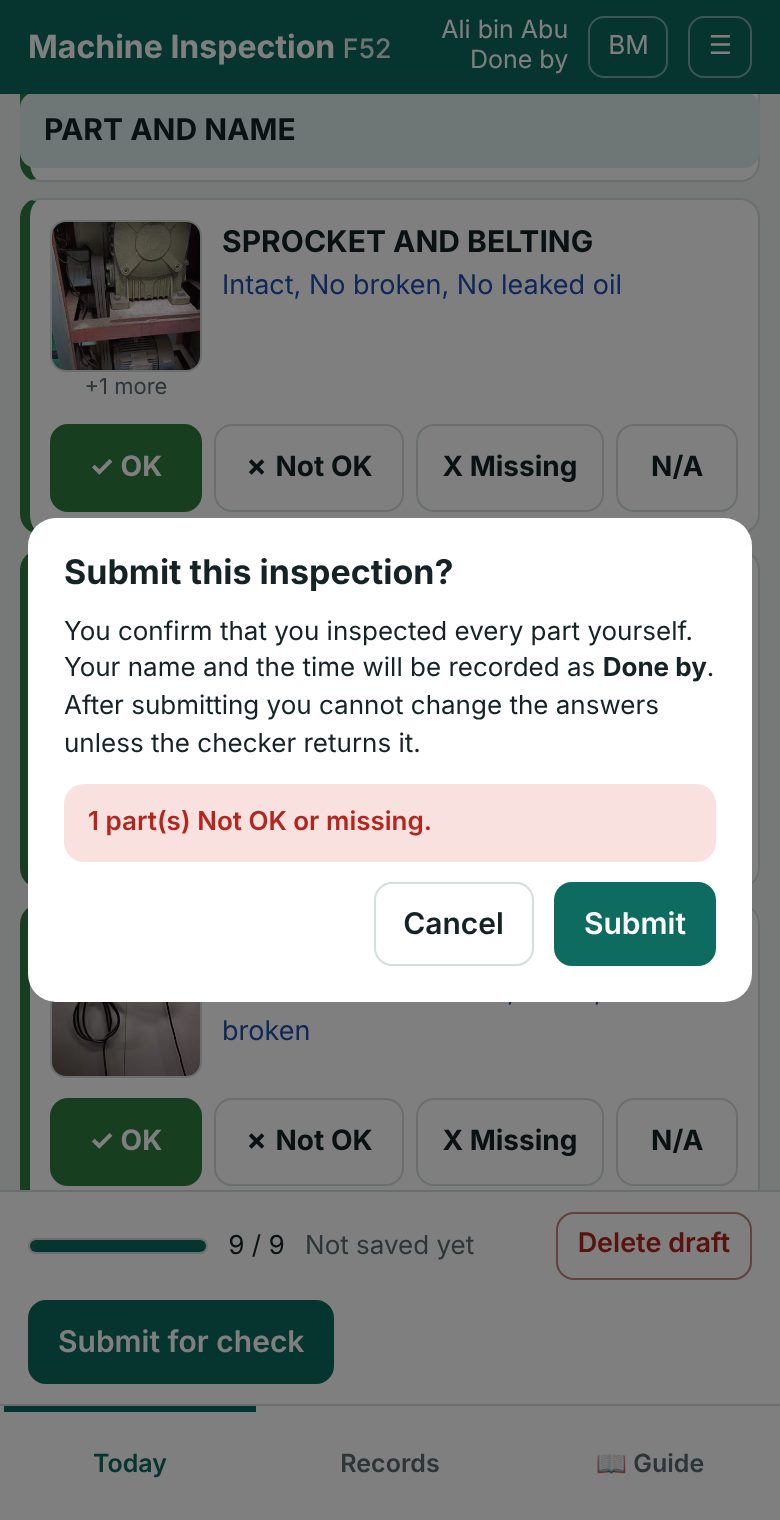 Machine Inspection F52
Ali bin Abu
Done by
BM
☰
PART AND NAME
SPROCKET AND BELTING
Intact, No broken, No leaked oil
+1 more
✓ OK
× Not OK
X Missing
N/A
Submit this inspection?
You confirm that you inspected every part yourself.
Your name and the time will be recorded as Done by.
After submitting you cannot change the answers
unless the checker returns it.
1 part(s) Not OK or missing.
Cancel
Submit
broken
✓ OK
× Not OK
X Missing
N/A
9 / 9
Not saved yet
Delete draft
Submit for check
Today
Records
📖 Guide